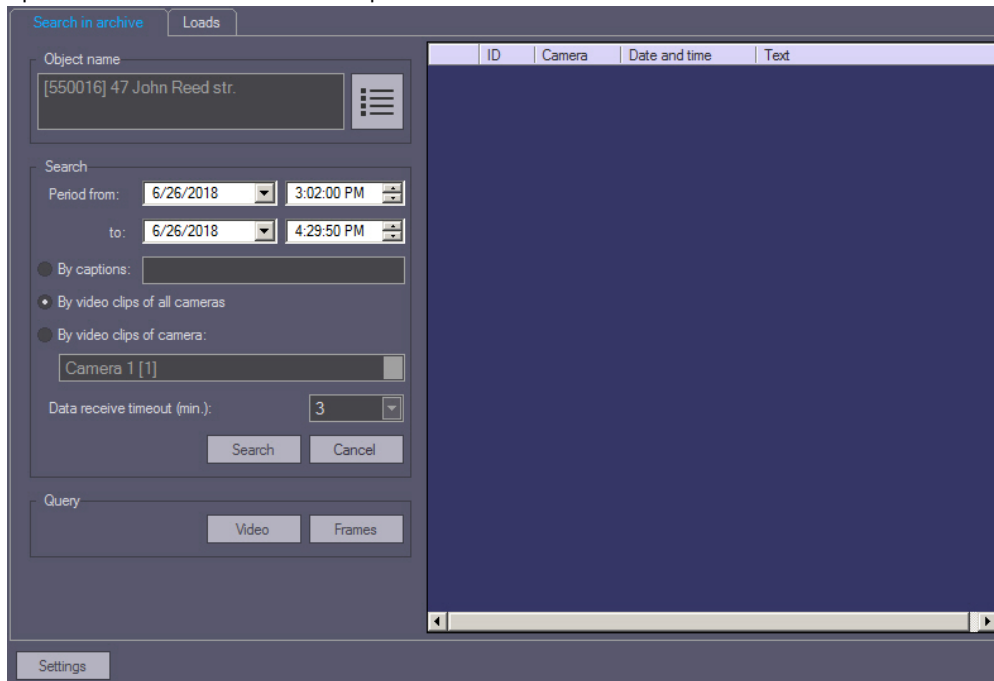 Search in archive Loads
Object name
[550016] 47 John Reed str.
Search
Period from: 6/26/2018 3:02:00 PM
to: 6/26/2018 4:29:50 PM
By captions:
By video clips of all cameras
By video clips of camera:
Camera 1 [1]
Data receive timeout (min.): 3
Search Cancel
Query
Video Frames
ID Camera Date and time Text
Settings